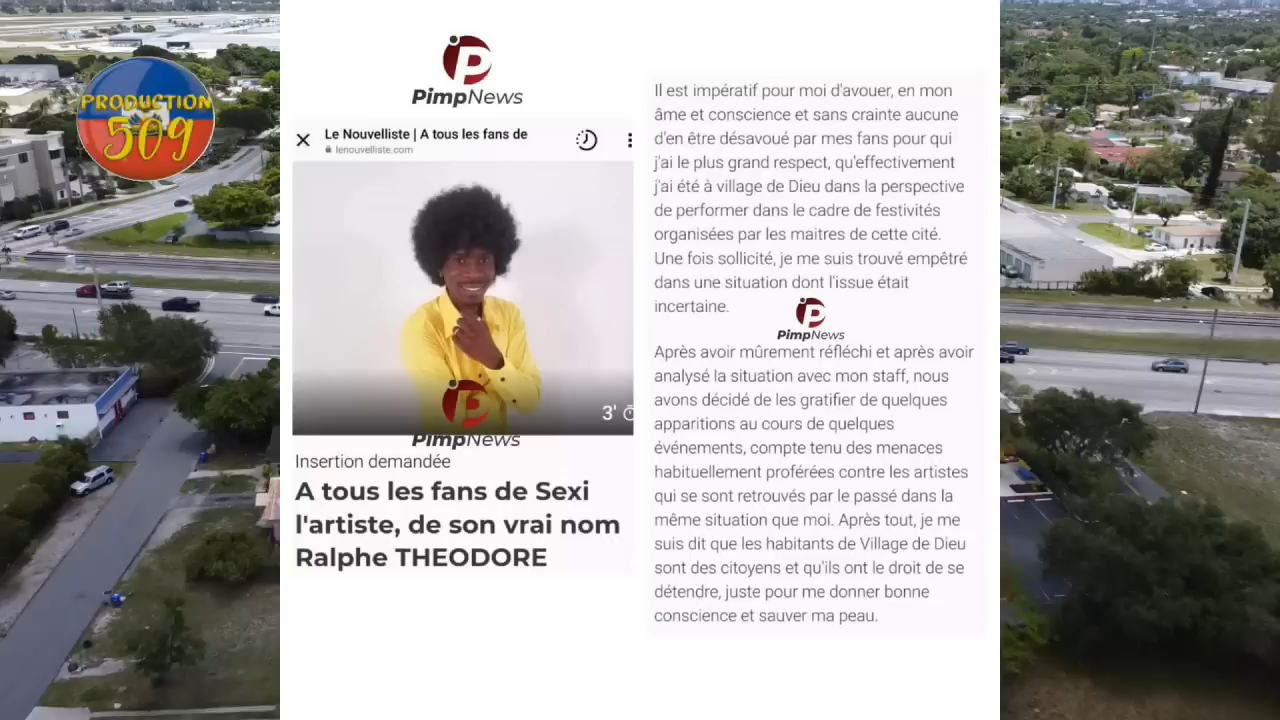 PRODUCTION
509
PimpNews
Le Nouvelliste | A tous les fans de
lenouvelliste.com
3'
PimpNews
Insertion demandée
A tous les fans de Sexi
l'artiste, de son vrai nom
Ralphe THEODORE
Il est impératif pour moi d'avouer, en mon
âme et conscience et sans crainte aucune
d'en être désavoué par mes fans pour qui
j'ai le plus grand respect, qu'effectivement
j'ai été à village de Dieu dans la perspective
de performer dans le cadre de festivités
organisées par les maitres de cette cité.
Une fois sollicité, je me suis trouvé empêtré
dans une situation dont l'issue était
incertaine.
PimpNews
Après avoir mûrement réfléchi et après avoir
analysé la situation avec mon staff, nous
avons décidé de les gratifier de quelques
apparitions au cours de quelques
événements, compte tenu des menaces
habituellement proférées contre les artistes
qui se sont retrouvés par le passé dans la
même situation que moi. Après tout, je me
suis dit que les habitants de Village de Dieu
sont des citoyens et qu'ils ont le droit de se
détendre, juste pour me donner bonne
conscience et sauver ma peau.